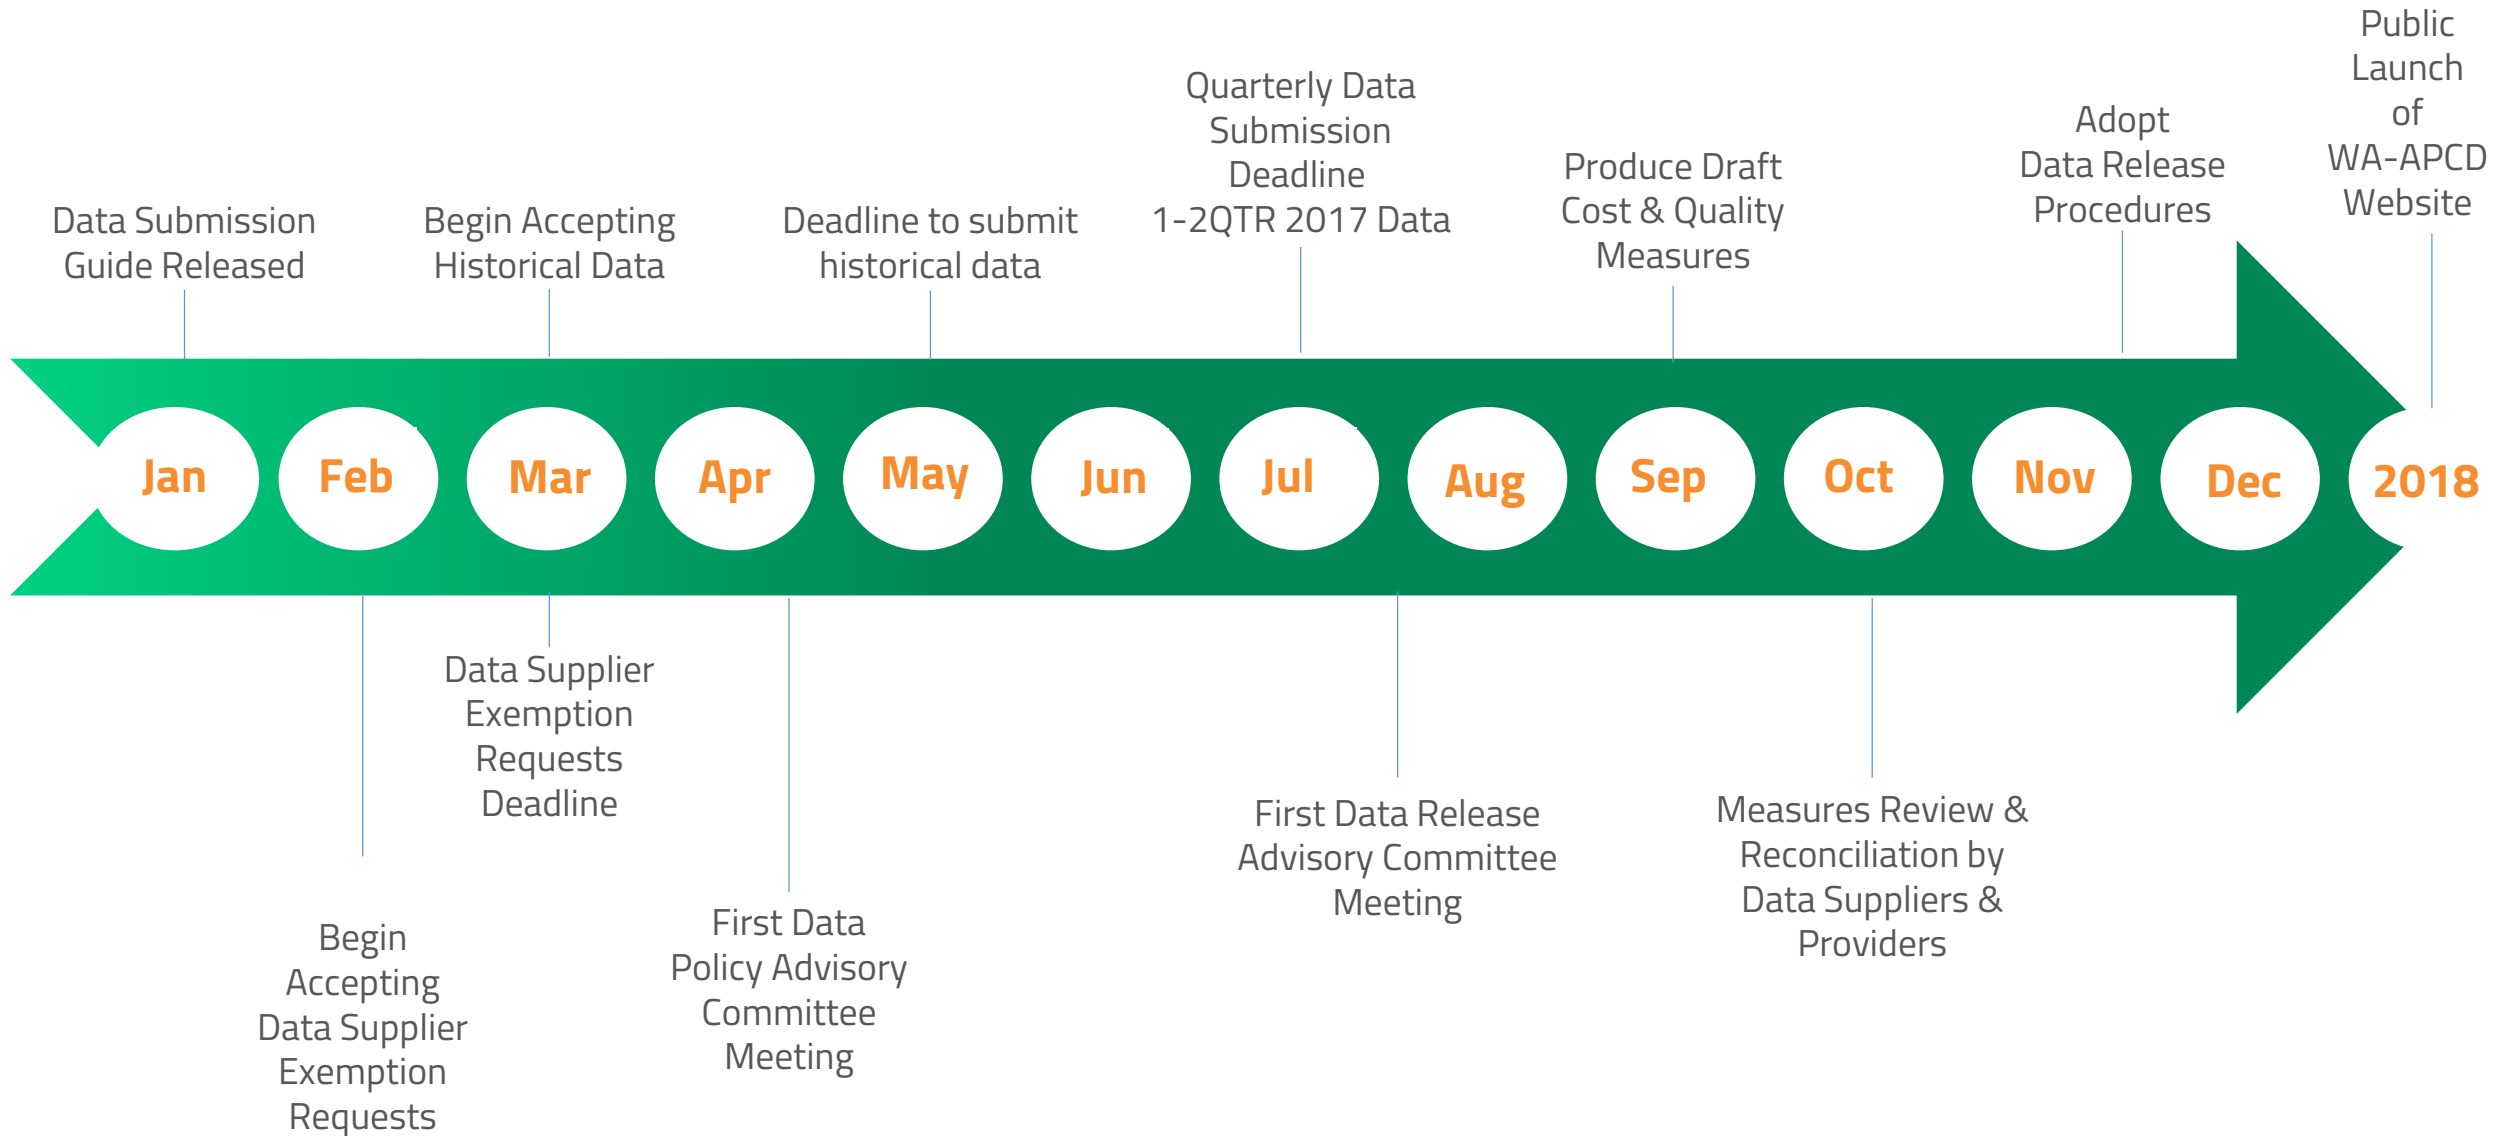 Public
Launch
of
WA-APCD
Website
Quarterly Data
Submission
Deadline
1-2QTR 2017 Data
Adopt
Data Release
Procedures
Produce Draft
Cost & Quality
Measures
Data Submission
Guide Released
Begin Accepting
Historical Data
Deadline to submit
historical data
Jan
Feb
Mar
Apr
May
Jun
Jul
Aug
Sep
Oct
Nov
Dec
2018
Data Supplier
Exemption
Requests
Deadline
First Data Release
Advisory Committee
Meeting
Measures Review &
Reconciliation by
Data Suppliers &
Providers
Begin
Accepting
Data Supplier
Exemption
Requests
First Data
Policy Advisory
Committee
Meeting